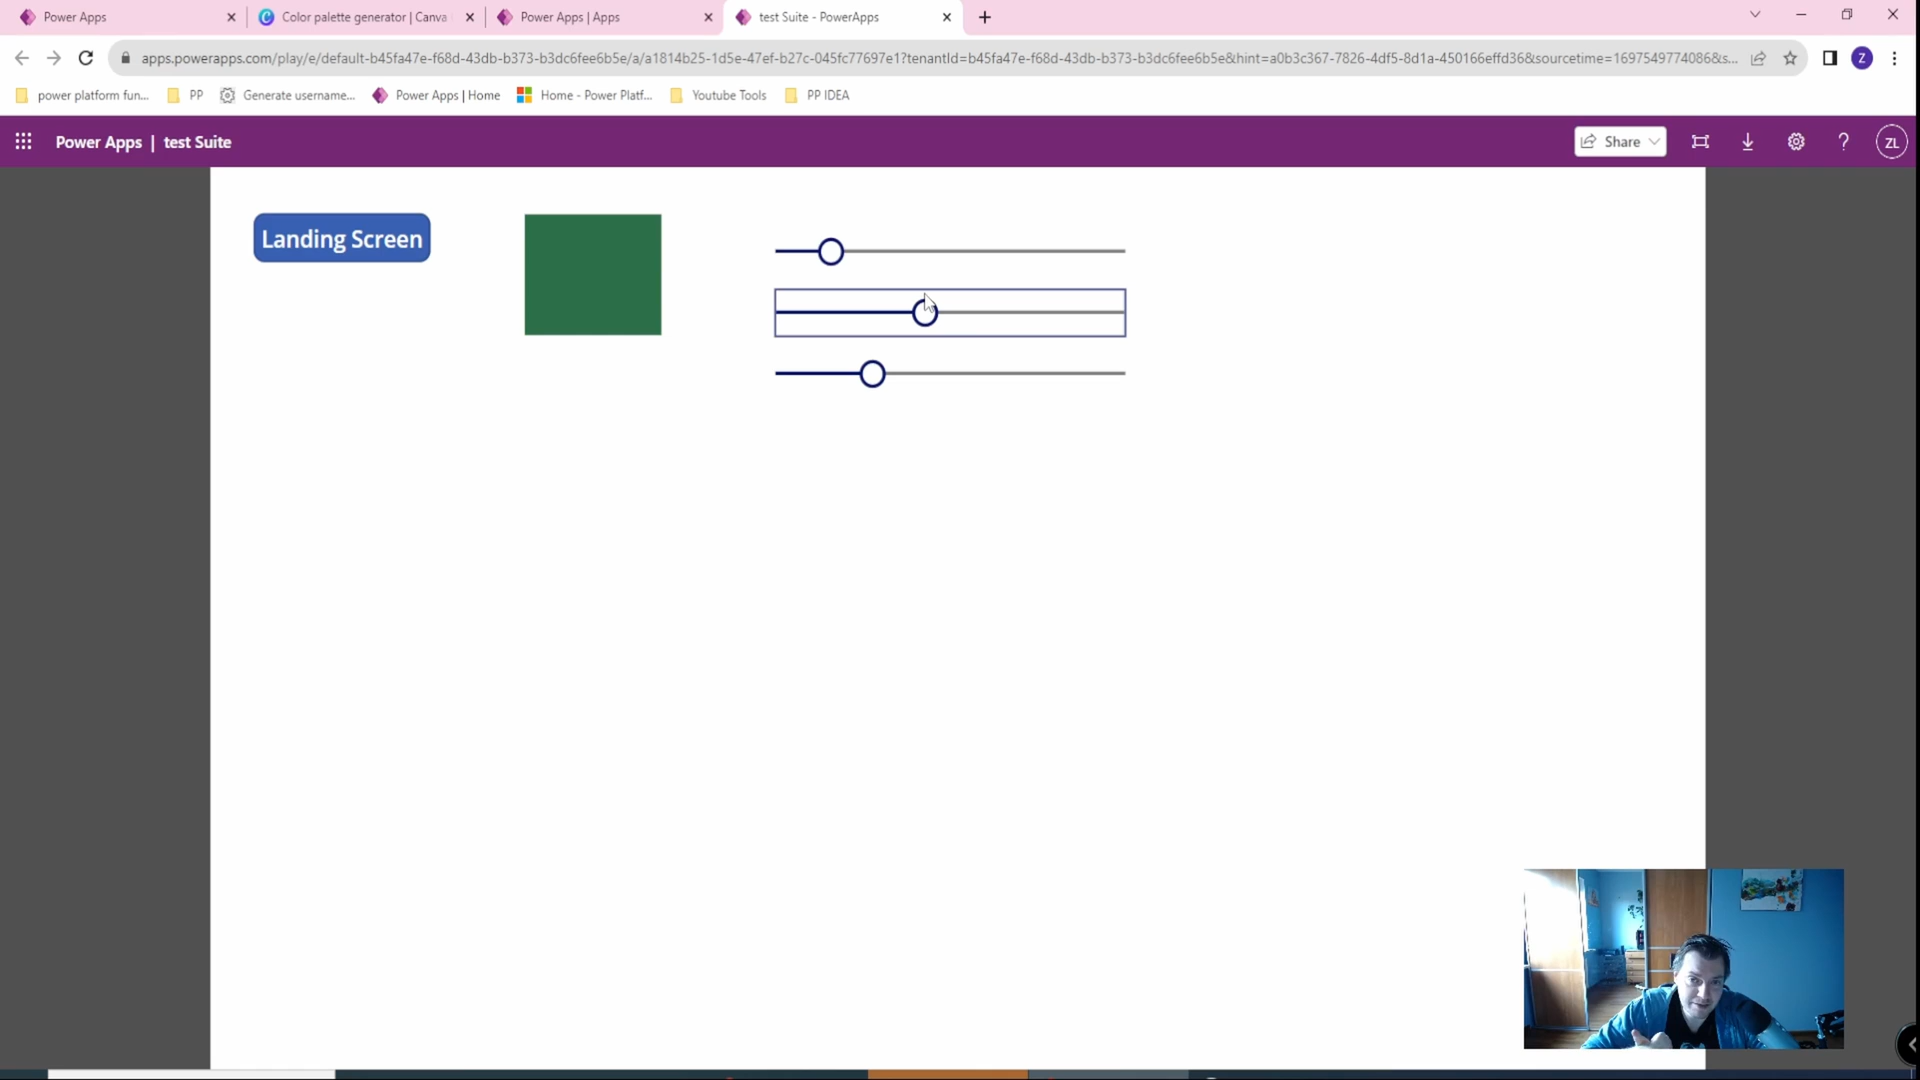 Power Apps
Color palette generator | Canva
Power Apps | Apps
test Suite - PowerApps
apps.powerapps.com/play/e/default-b45fa47e-f68d-43db-b373-b3dc6fee6b5e/a/a1814b25-1d5e-47ef-b27c-045fc77697e1?tenantId=b45fa47e-f68d-43db-b373-b3dc6fee6b5e&hint=a0b3c367-7826-4df5-8d1a-450166effd36&sourcetime=1697549774086&s...
Z
power platform fun...
PP
Generate username...
Power Apps | Home
Home - Power Platf...
Youtube Tools
PP IDEA
Power Apps | test Suite
Share
?
ZL
Landing Screen